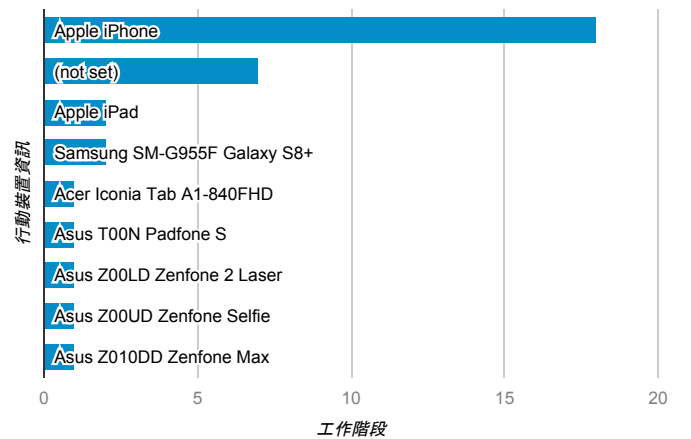 Apple iPhone
(not set)
Apple iPad
Samsung SM-G955F Galaxy S8+
Acer Iconia Tab A1-840FHD
Asus T00N Padfone S
Asus Z00LD Zenfone 2 Laser
Asus Z00UD Zenfone Selfie
Asus Z010DD Zenfone Max
行動裝置資訊
0 5 10 15 20
工作階段